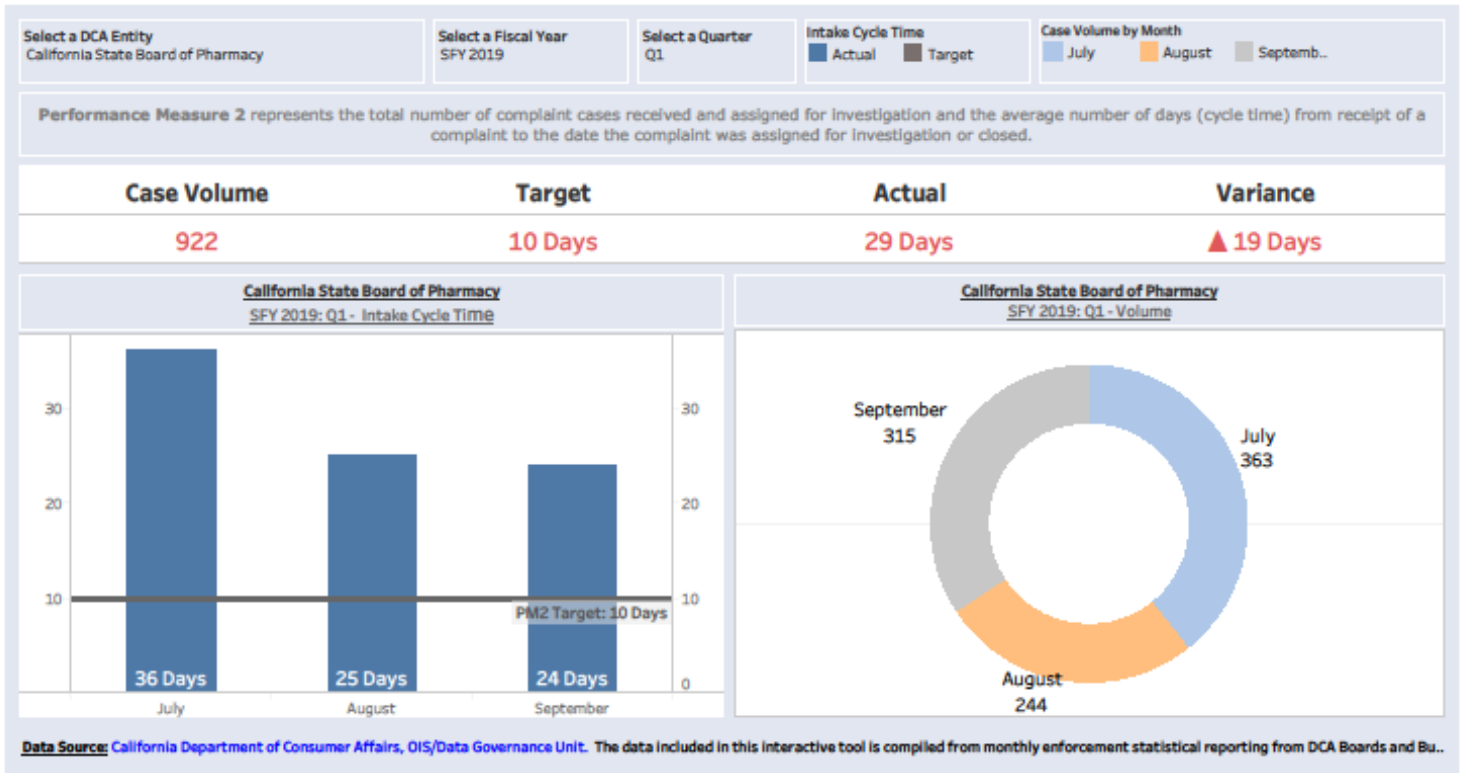 Select a DCA Entity
California State Board of Pharmacy
Select a Fiscal Year
SFY 2019
Select a Quarter
Q1
Intake Cycle Time
Actual
Target
Case Volume by Month
July
August
Septemb..
Performance Measure 2 represents the total number of complaint cases received and assigned for investigation and the average number of days (cycle time) from receipt of a
complaint to the date the complaint was assigned for investigation or closed.
Case Volume
Target
Actual
Variance
922
10 Days
29 Days
▲ 19 Days
California State Board of Pharmacy
SFY 2019: Q1 - Intake Cycle Time
30
20
10
30
20
10
0
PM2 Target: 10 Days
36 Days
25 Days
24 Days
July
August
September
California State Board of Pharmacy
SFY 2019: Q1 - Volume
September
315
July
363
August
244
Data Source: California Department of Consumer Affairs, OIS/Data Governance Unit. The data included in this interactive tool is compiled from monthly enforcement statistical reporting from DCA Boards and Bu..